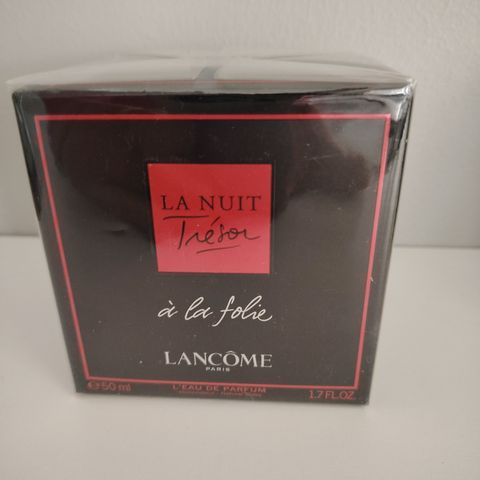 LA NUIT
Trésor
à la folie
LANCÔME
PARIS
℮50 ml L'EAU DE PARFUM 1.7 FL.OZ